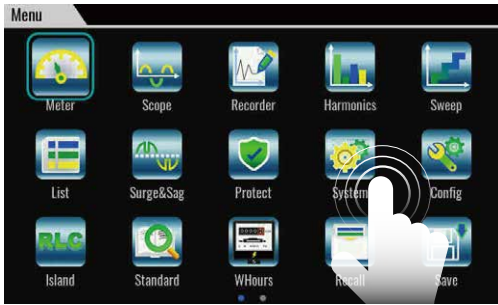 Menu
Meter Scope Recorder Harmonics Sweep
List Surge&Sag Protect System Config
RLC
Island Standard WHours Recall Save